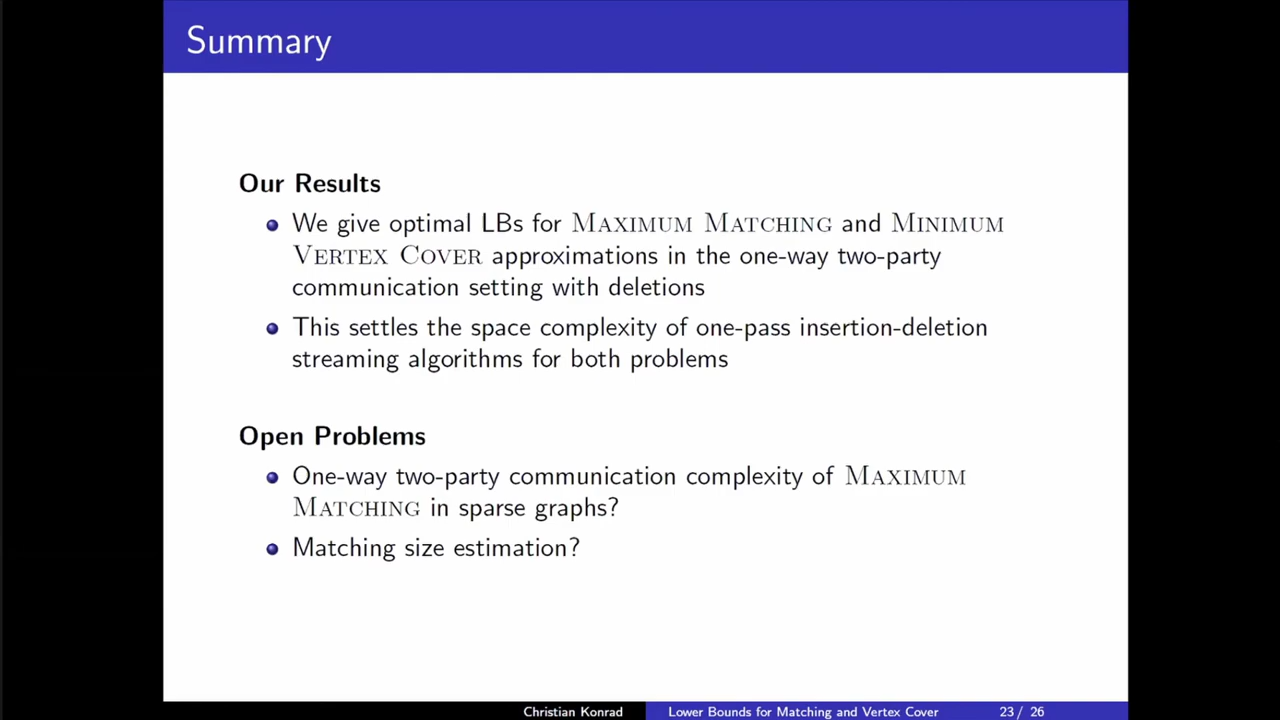 Summary
Our Results
We give optimal LBs for MAXIMUM MATCHING and MINIMUM
VERTEX COVER approximations in the one-way two-party
communication setting with deletions
This settles the space complexity of one-pass insertion-deletion
streaming algorithms for both problems
Open Problems
One-way two-party communication complexity of MAXIMUM
MATCHING in sparse graphs?
Matching size estimation?
Christian Konrad Lower Bounds for Matching and Vertex Cover 23 / 26